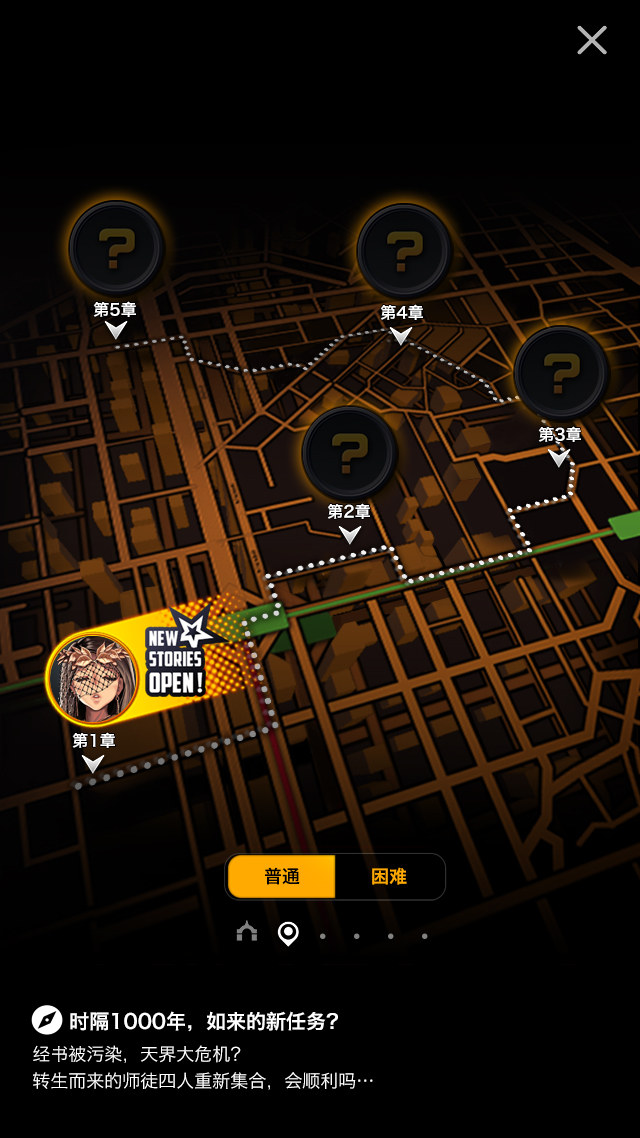 ?
?
第5章
第4章
?
第3章
?
第2章
NEW
STORIES
OPEN!
第1章
普通
困难
时隔1000年，如来的新任务?
经书被污染，天界大危机?
转生而来的师徒四人重新集合，会顺利吗…